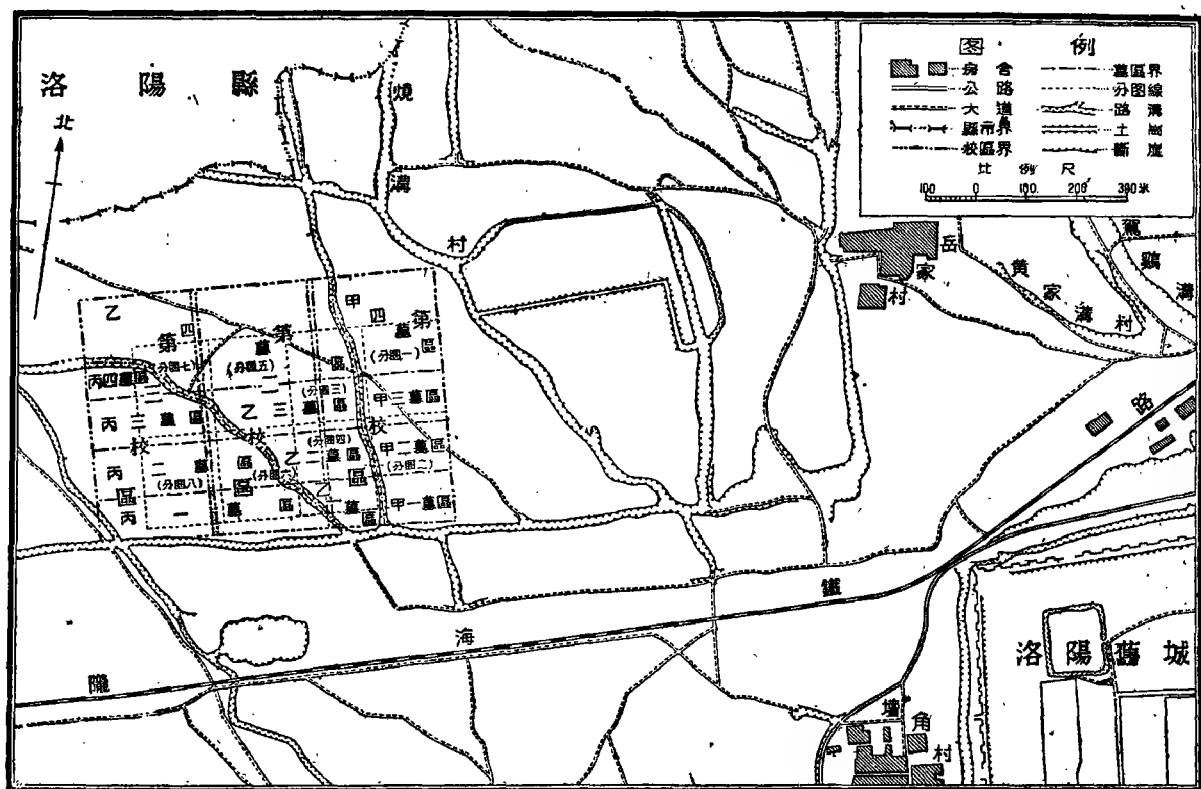 洛陽縣
北
圖例
房舍
公路
大道
縣市界
校區界
墓區界
分圖線
路溝
土崗
斷崖
比例尺
100 0 100 200 300米
燒溝村
岳家村
黃家溝村
駕鷄溝
乙四墓區
甲四墓區
第一校區
第二校區
第三校區
(分圖七)
(分圖五)
(分圖三)
(分圖一)
丙四墓區
丙三墓區
乙三墓區
甲三墓區
(分圖四)
丙二墓區
乙二墓區
甲二墓區
(分圖八)
(分圖六)
(分圖二)
丙一墓區
乙一墓區
甲一墓區
隴海鐵路
洛陽舊城
壇角村